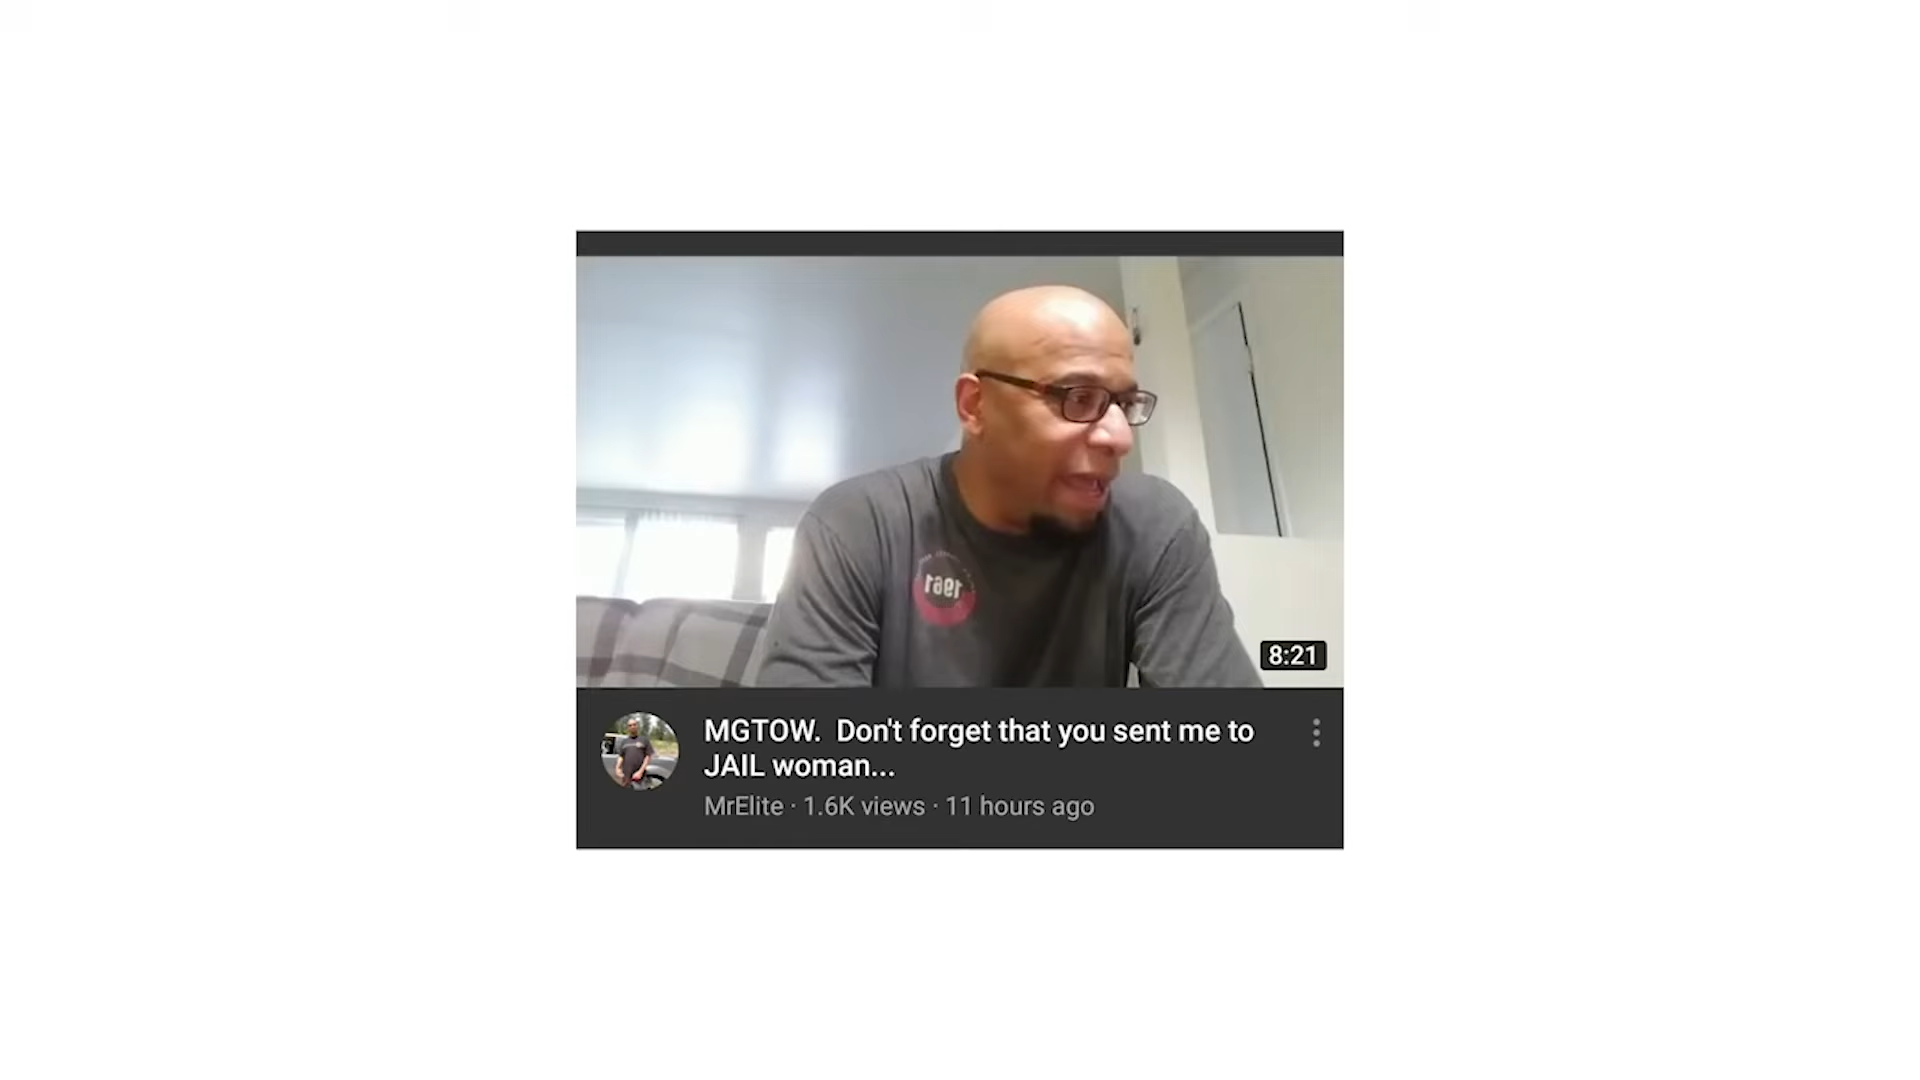 1961
8:21
MGTOW.  Don't forget that you sent me to
JAIL woman...
MrElite · 1.6K views · 11 hours ago